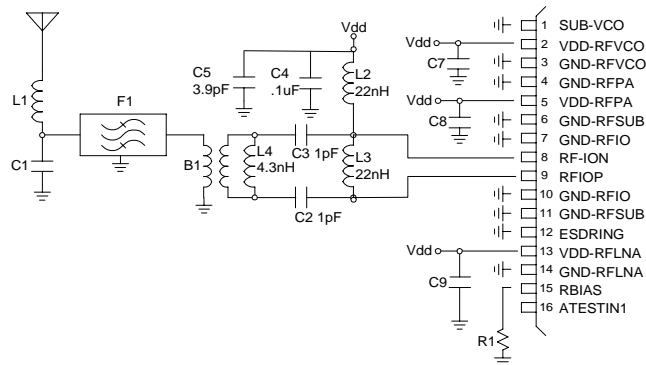 Vdd
C5
3.9pF
C4
.1uF
L2
22nH
L1
F1
C1
B1
L4
4.3nH
C3 1pF
L3
22nH
C2 1pF
Vdd
C7
Vdd
C8
Vdd
C9
R1
1 SUB-VCO
2 VDD-RFVCO
3 GND-RFVCO
4 GND-RFPA
5 VDD-RFPA
6 GND-RFSUB
7 GND-RFIO
8 RF-ION
9 RFIOP
10 GND-RFIO
11 GND-RFSUB
12 ESDRING
13 VDD-RFLNA
14 GND-RFLNA
15 RBIAS
16 ATESTIN1